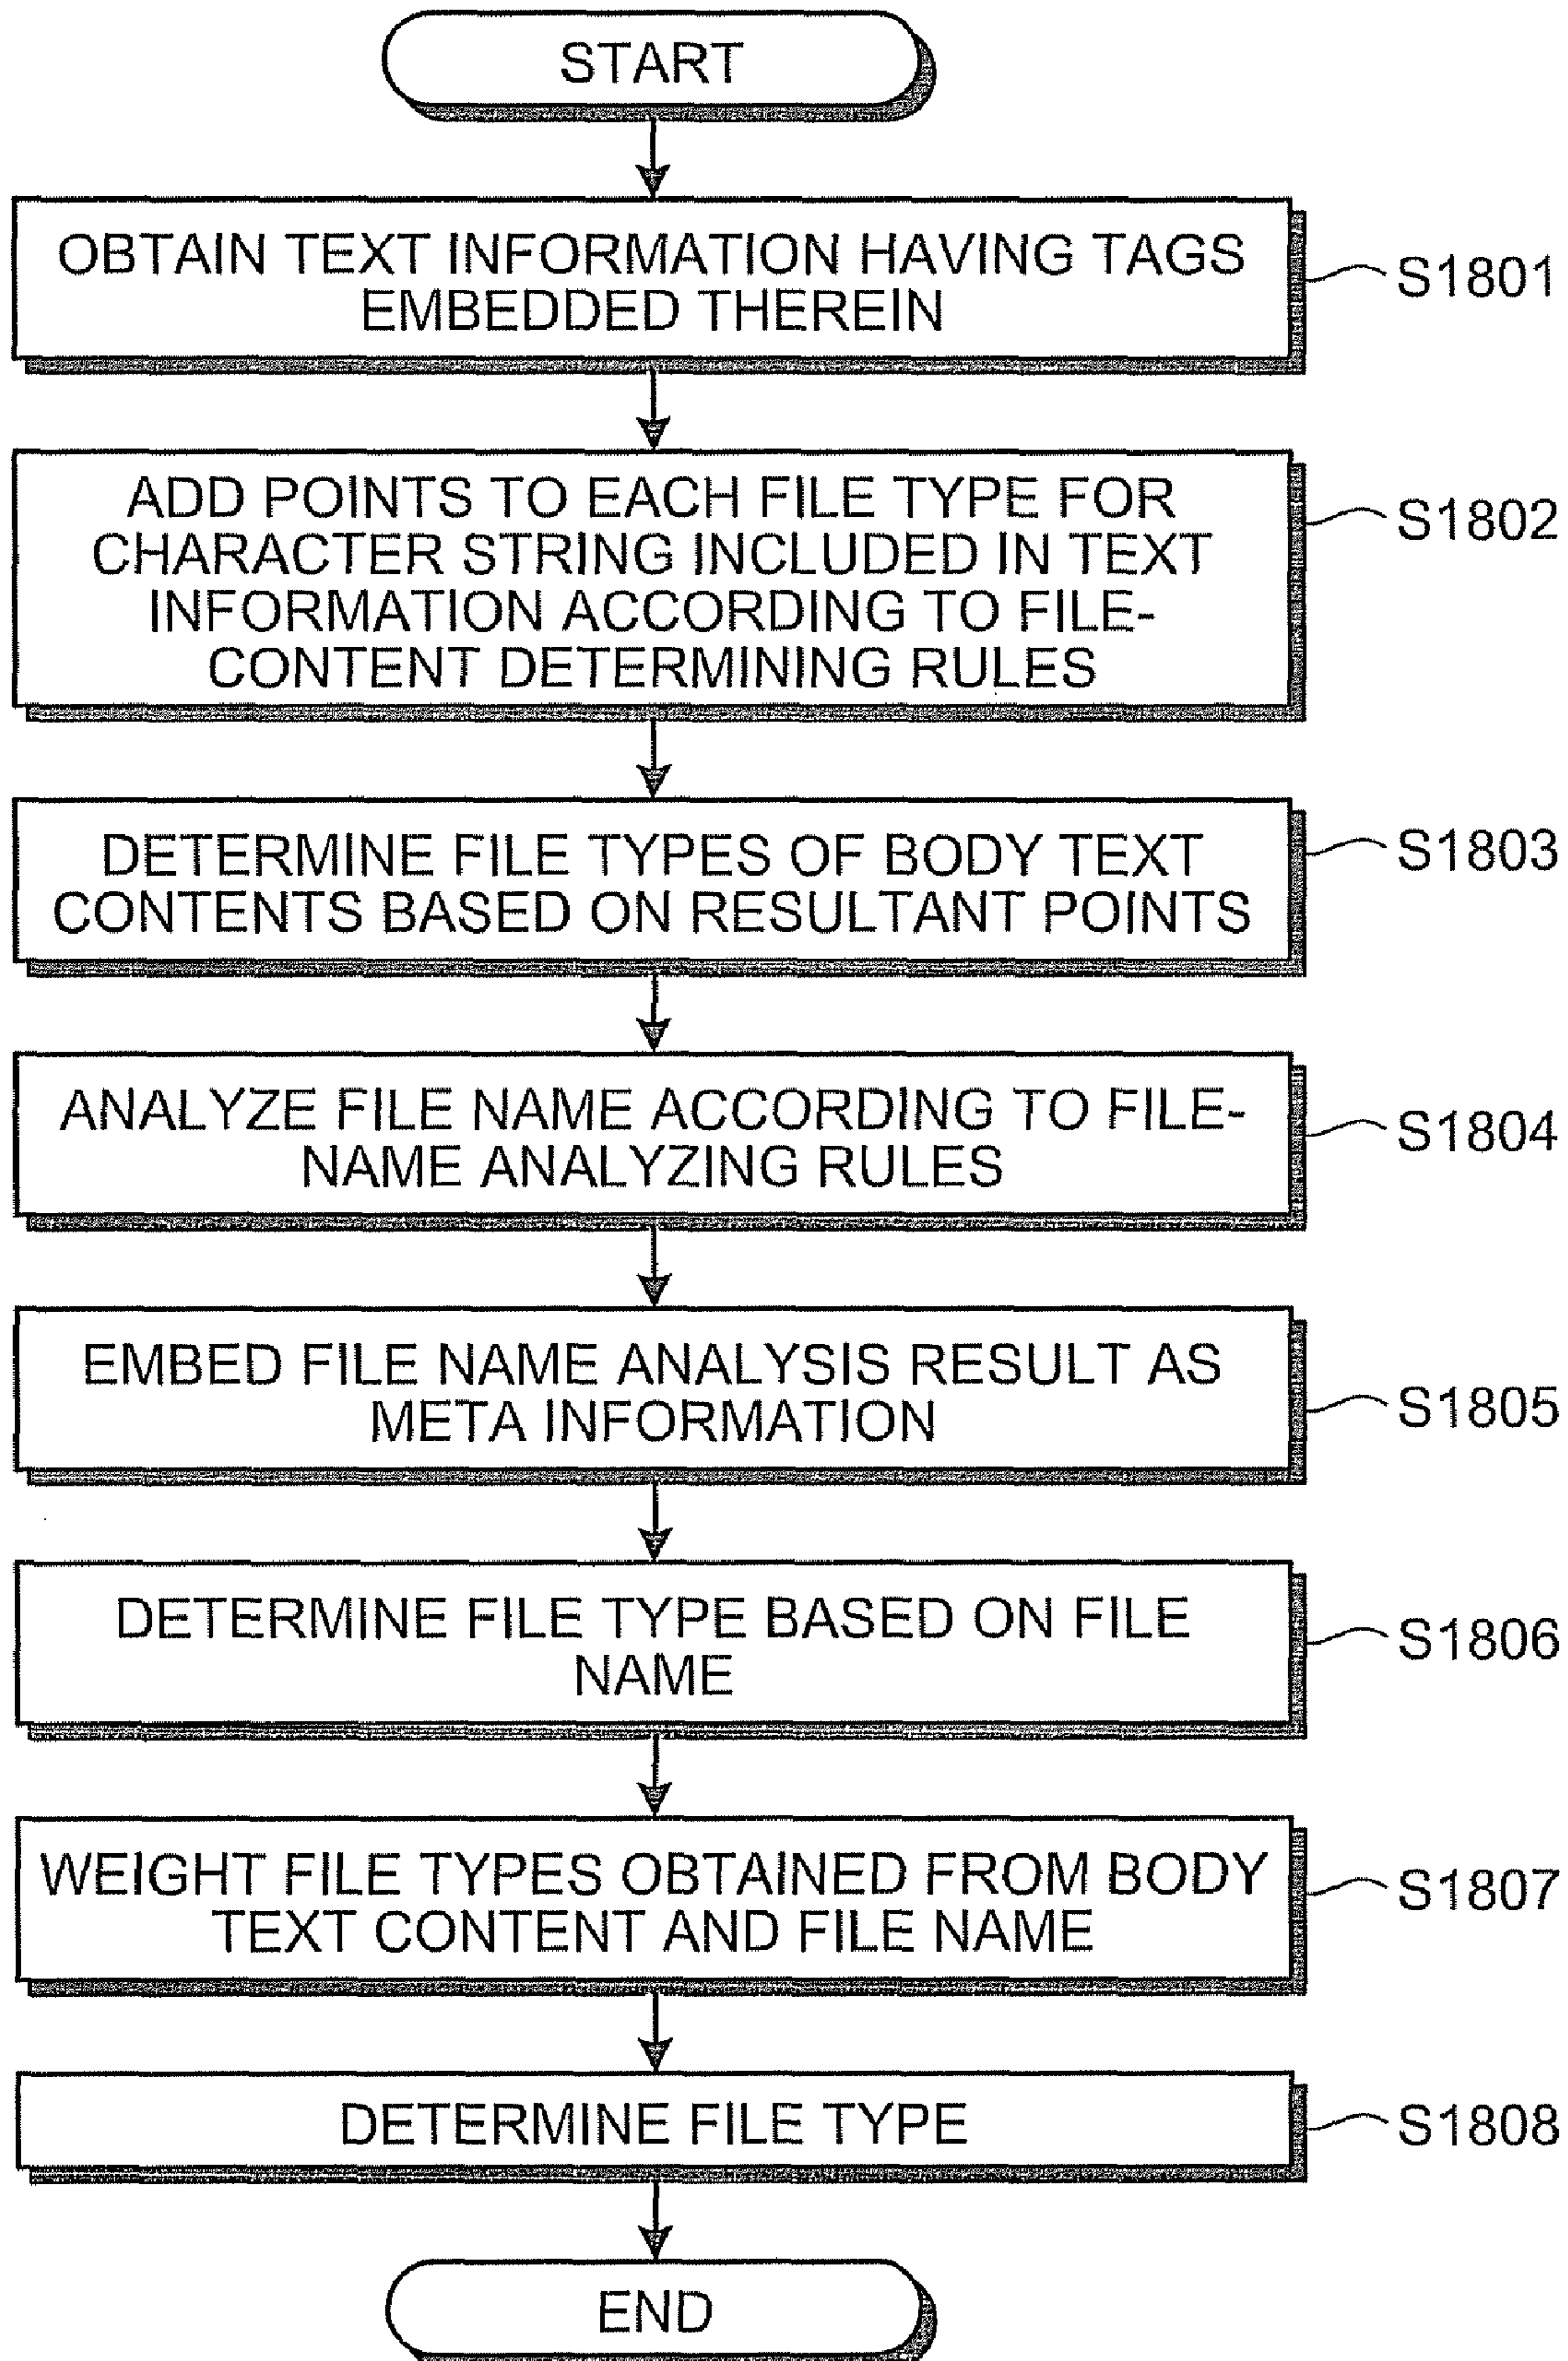 START
OBTAIN TEXT INFORMATION HAVING TAGS
EMBEDDED THEREIN
S1801
ADD POINTS TO EACH FILE TYPE FOR
CHARACTER STRING INCLUDED IN TEXT
INFORMATION ACCORDING TO FILE-
CONTENT DETERMINING RULES
S1802
DETERMINE FILE TYPES OF BODY TEXT
CONTENTS BASED ON RESULTANT POINTS
S1803
ANALYZE FILE NAME ACCORDING TO FILE-
NAME ANALYZING RULES
S1804
EMBED FILE NAME ANALYSIS RESULT AS
META INFORMATION
S1805
DETERMINE FILE TYPE BASED ON FILE
NAME
S1806
WEIGHT FILE TYPES OBTAINED FROM BODY
TEXT CONTENT AND FILE NAME
S1807
DETERMINE FILE TYPE
S1808
END